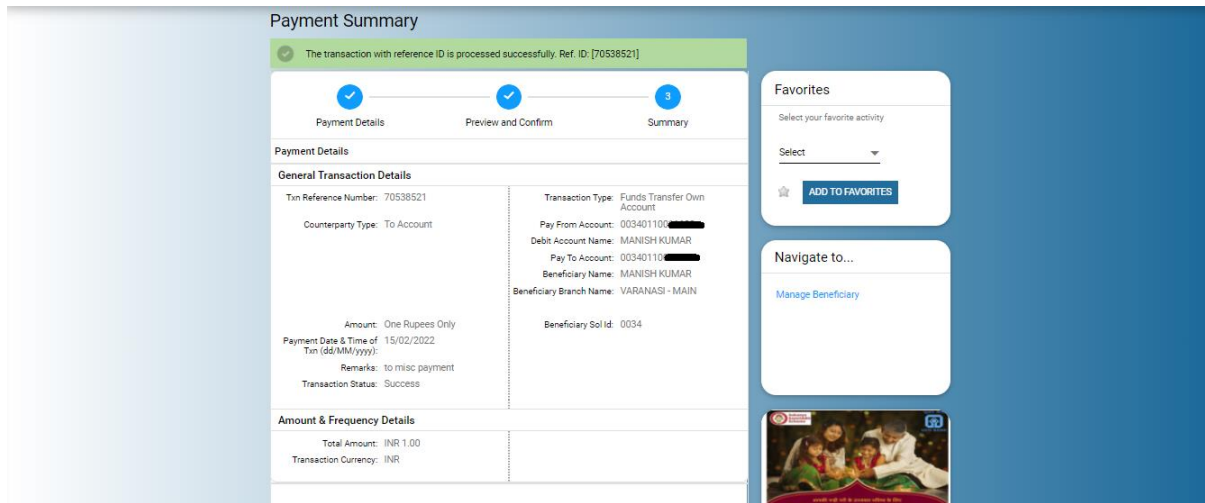 Payment Summary
The transaction with reference ID is processed successfully. Ref. ID: [70538521]
Payment Details
Preview and Confirm
3
Summary
Payment Details
General Transaction Details
Txn Reference Number: 70538521
Counterparty Type: To Account
Amount: One Rupees Only
Payment Date & Time of 15/02/2022
Txn (dd/MM/yyyy):
Remarks: to misc payment
Transaction Status: Success
Transaction Type: Funds Transfer Own
Account
Pay From Account: 00340110
Debit Account Name: MANISH KUMAR
Pay To Account: 00340110
Beneficiary Name: MANISH KUMAR
Beneficiary Branch Name: VARANASI - MAIN
Beneficiary Sol Id: 0034
Amount & Frequency Details
Total Amount: INR 1.00
Transaction Currency: INR
Favorites
Select your favorite activity
Select
ADD TO FAVORITES
Navigate to...
Manage Beneficiary